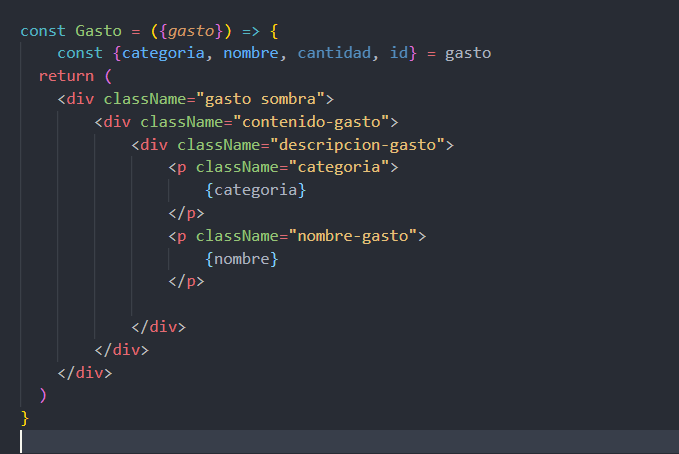 const Gasto = ({gasto}) => {
    const {categoria, nombre, cantidad, id} = gasto
  return (
    <div className="gasto sombra">
        <div className="contenido-gasto">
            <div className="descripcion-gasto">
                <p className="categoria">
                    {categoria}
                </p>
                <p className="nombre-gasto">
                    {nombre}
                </p>
            </div>
        </div>
    </div>
  )
}